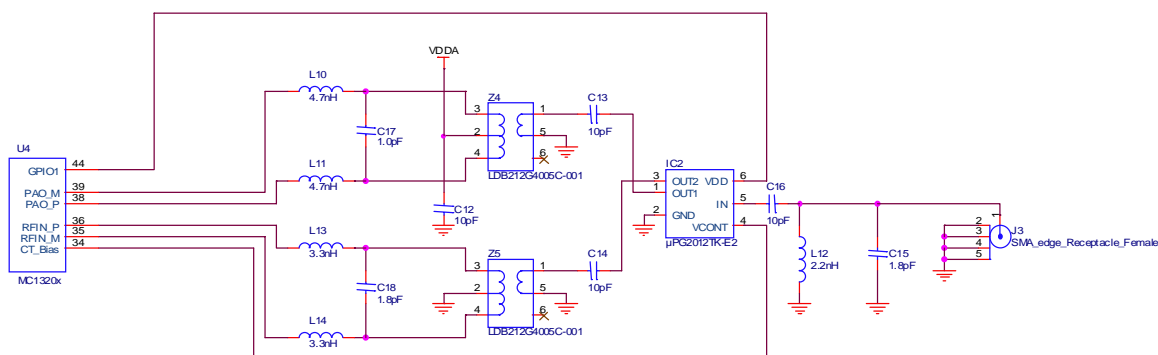 VDDA
L10
4.7nH
C17
1.0pF
L11
4.7nH
Z4
3
2
4
1
5
6
LDB212G4005C-001
C13
10pF
C12
10pF
U4
GPIO1
44
PAO_M
39
PAO_P
38
RFIN_P
36
RFIN_M
35
CT_Bias
34
MC1320x
L13
3.3nH
C18
1.8pF
L14
3.3nH
Z5
3
2
4
1
5
6
LDB212G4005C-001
C14
10pF
IC2
3
OUT2
VDD
6
1
OUT1
IN
5
2
GND
VCONT
4
µPG2012TK-E2
C16
10pF
L12
2.2nH
C15
1.8pF
1
2
3
4
5
J3
SMA_edge_Receptacle_Female